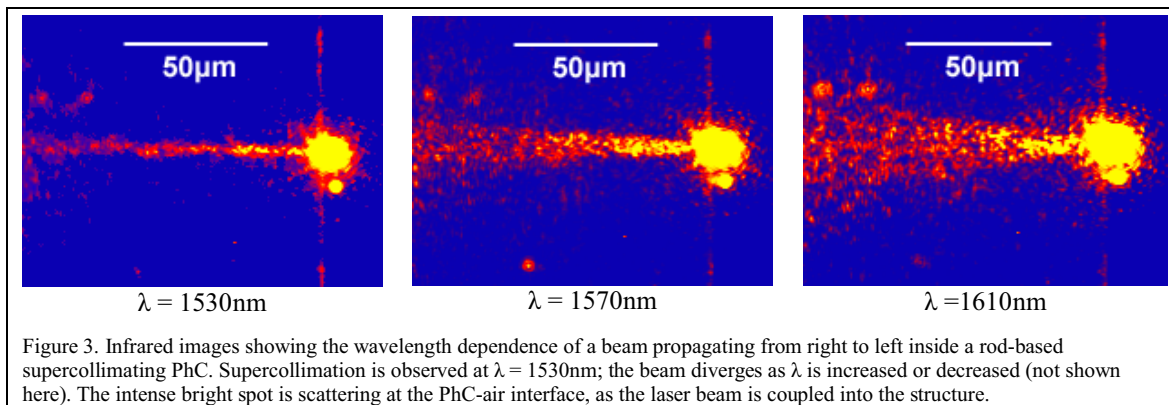 50µm
50µm
50µm
λ = 1530nm
λ = 1570nm
λ =1610nm
Figure 3. Infrared images showing the wavelength dependence of a beam propagating from right to left inside a rod-based
supercollimating PhC. Supercollimation is observed at λ = 1530nm; the beam diverges as λ is increased or decreased (not shown
here). The intense bright spot is scattering at the PhC-air interface, as the laser beam is coupled into the structure.